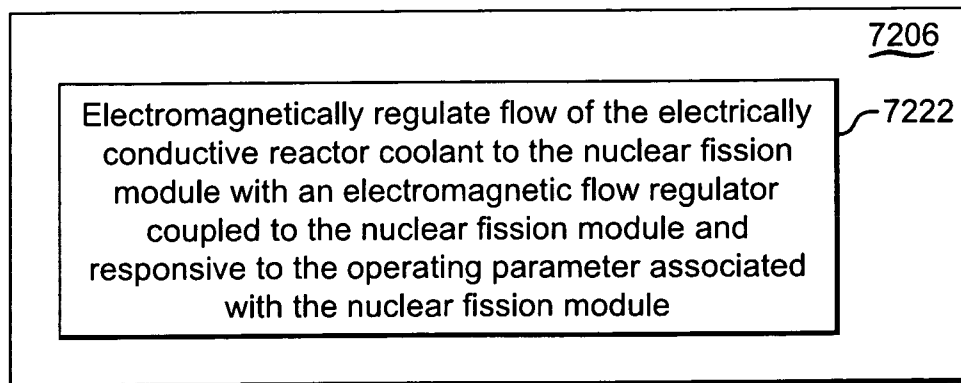 7206
Electromagnetically regulate flow of the electrically
conductive reactor coolant to the nuclear fission
module with an electromagnetic flow regulator
coupled to the nuclear fission module and
responsive to the operating parameter associated
with the nuclear fission module
7222